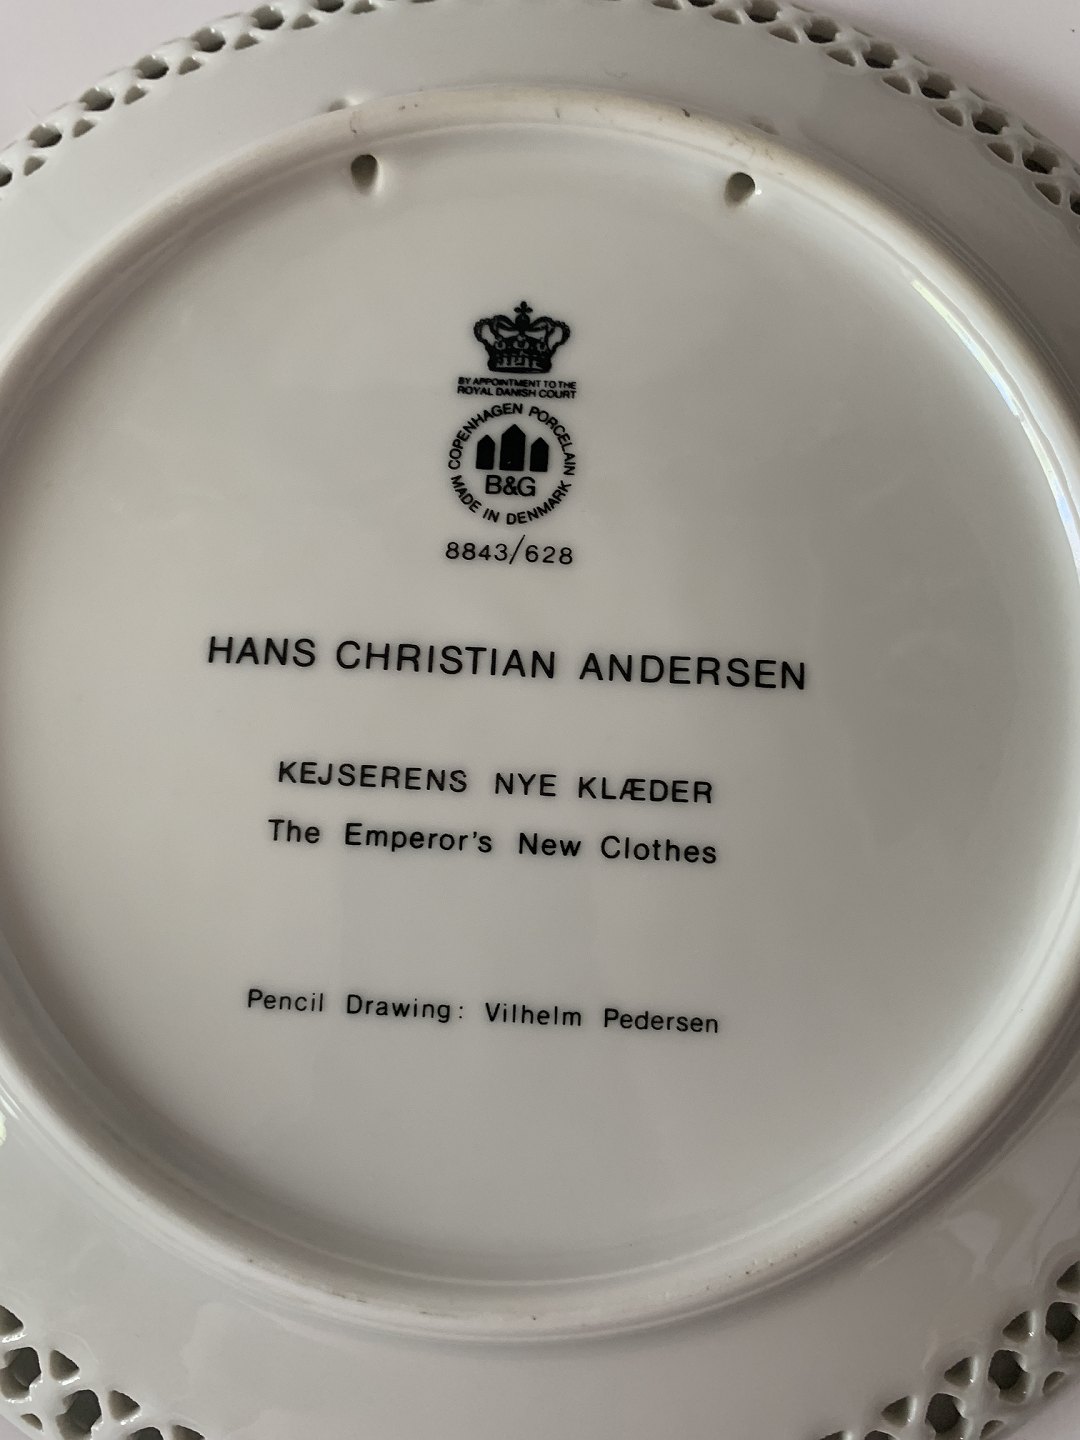 BY APPOINTMENT TO THE
ROYAL DANISH COURT
COPENHAGEN PORCELAIN
B&G
MADE IN DENMARK
8843/628
HANS CHRISTIAN ANDERSEN
KEJSERENS NYE KLÆDER
The Emperor's New Clothes
Pencil Drawing: Vilhelm Pedersen